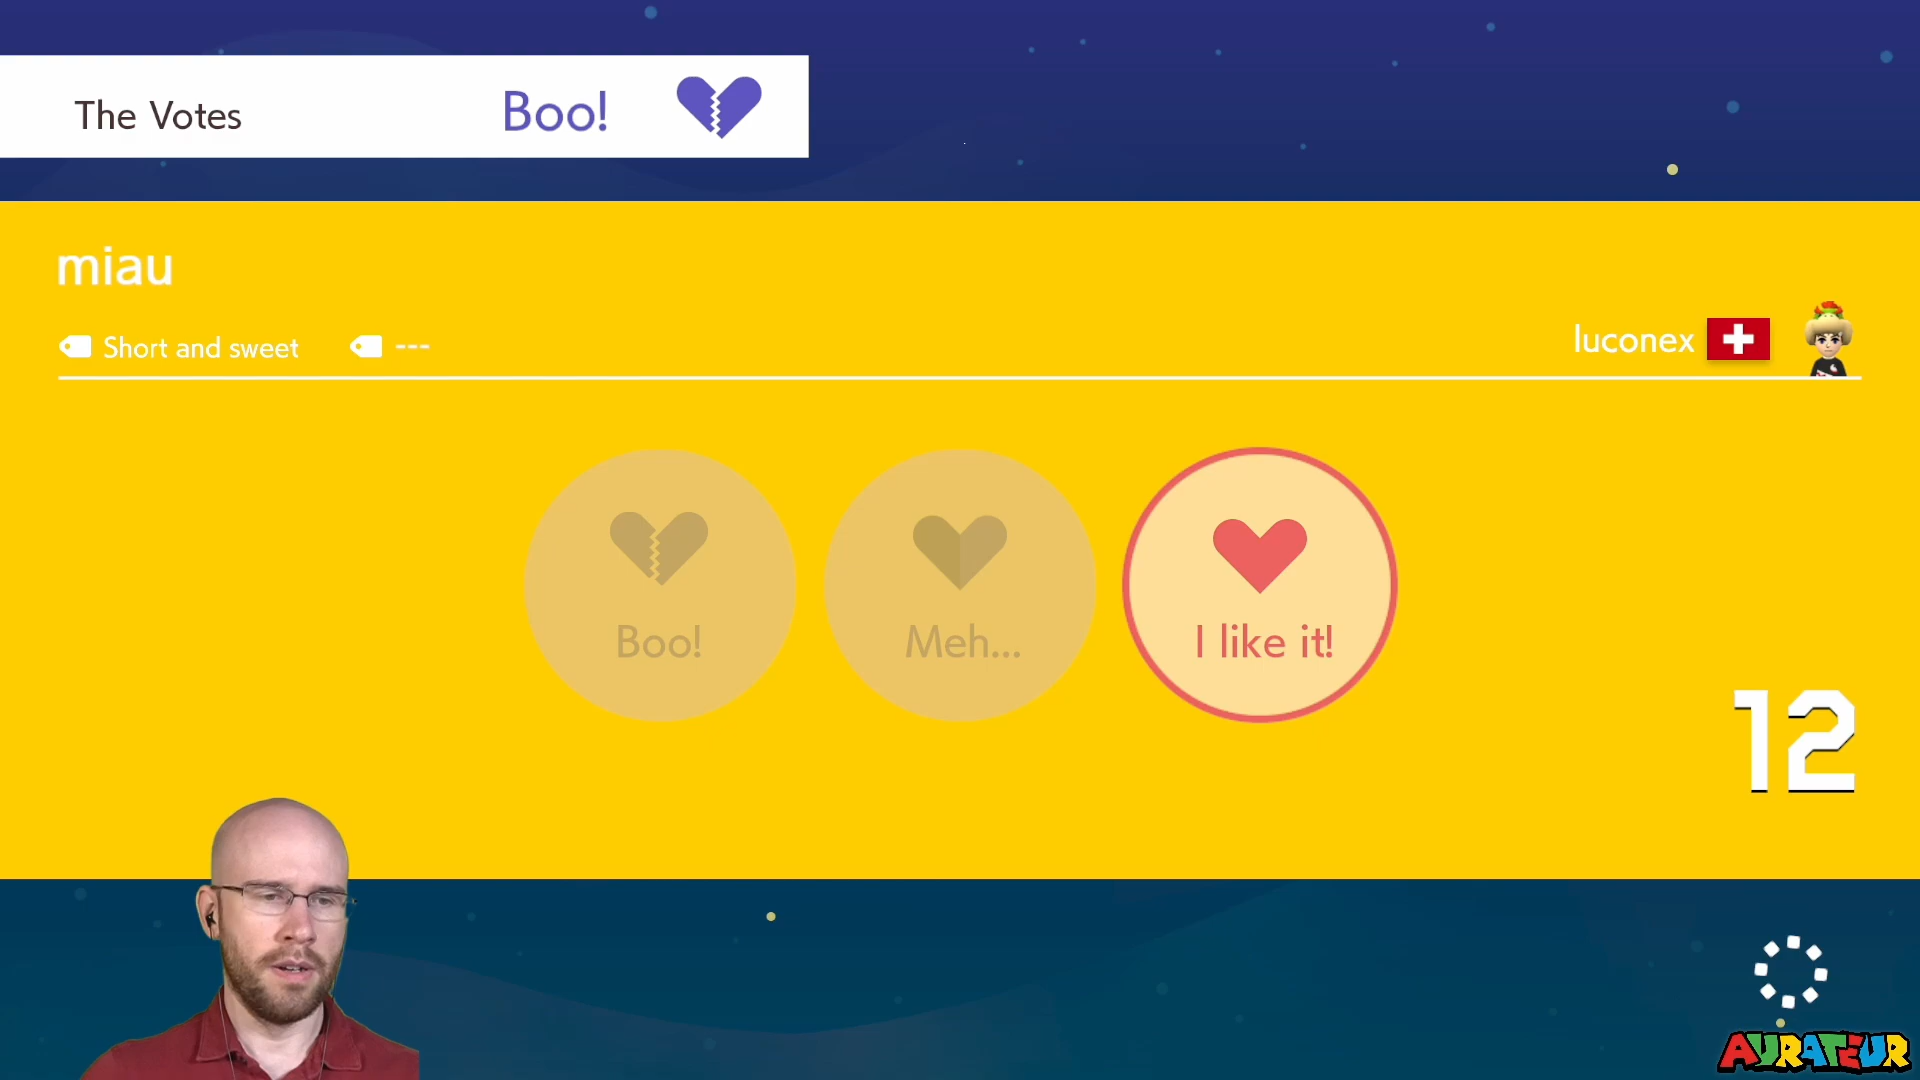 The Votes Boo!
miau
Short and sweet ---
luconex
Boo! Meh... I like it!
12
AURATEUR